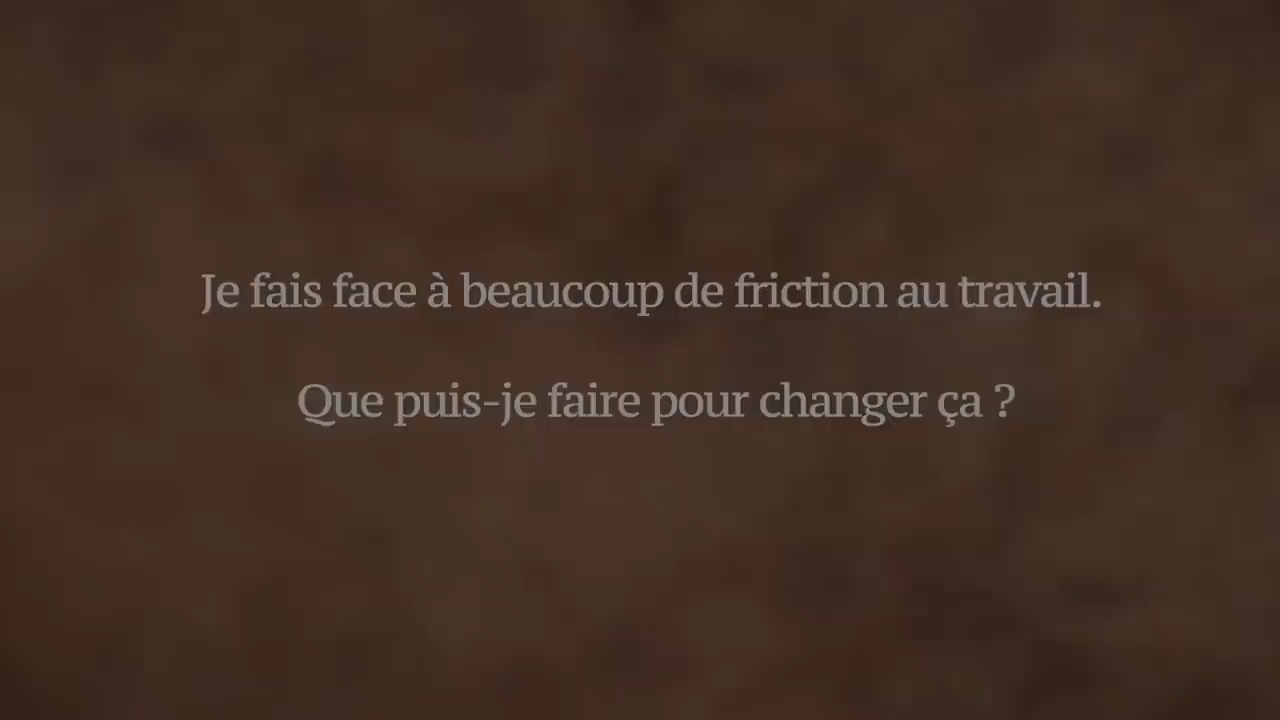 Je fais face à beaucoup de friction au travail.
Que puis-je faire pour changer ça ?